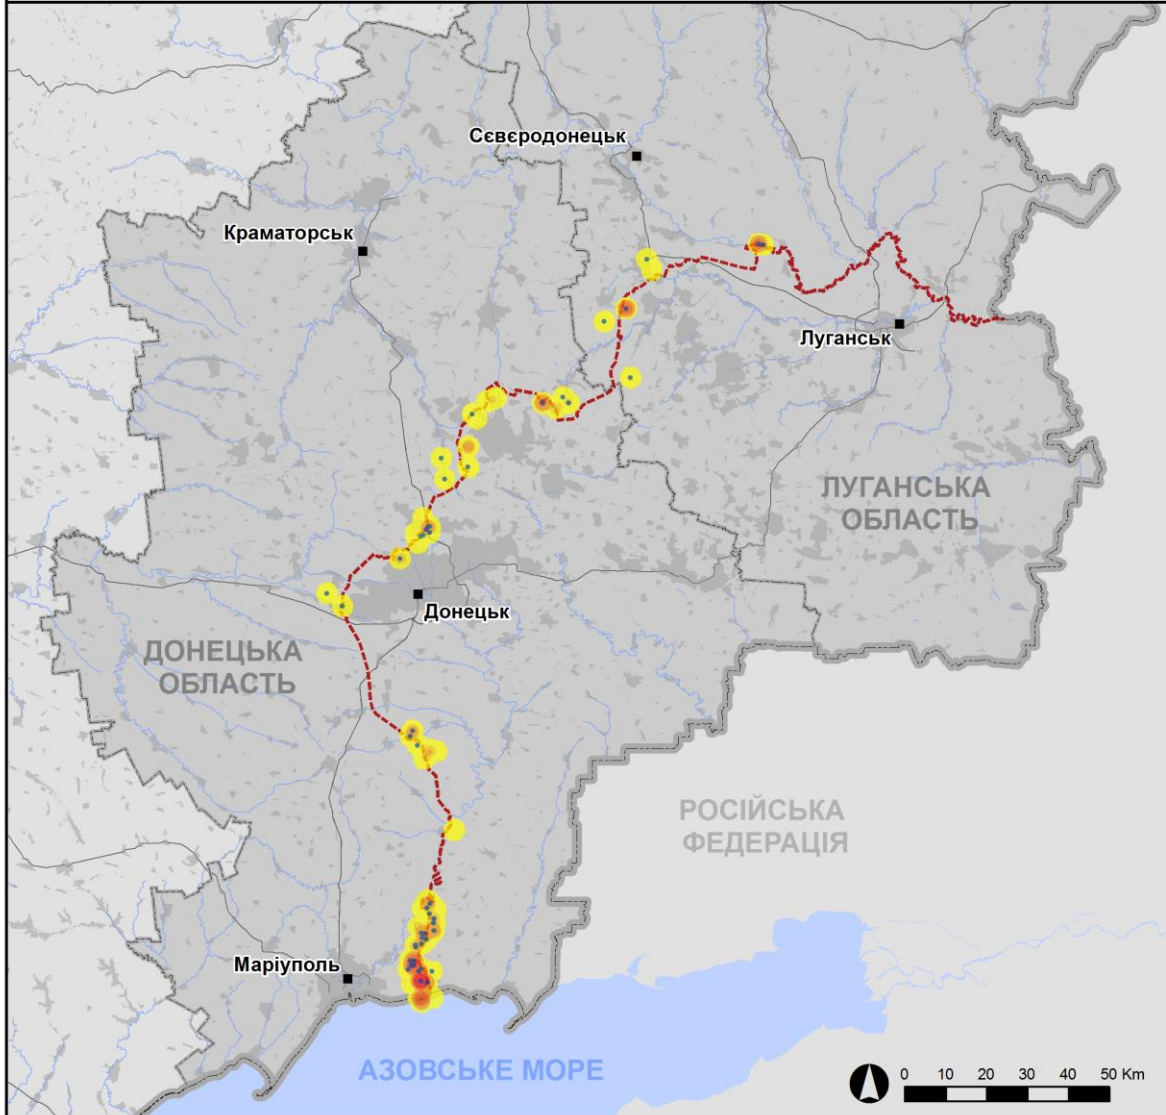 Сєвєродонецьк
Краматорськ
Луганськ
ЛУГАНСЬКА
ОБЛАСТЬ
Донецьк
ДОНЕЦЬКА
ОБЛАСТЬ
РОСІЙСЬКА
ФЕДЕРАЦІЯ
Маріуполь
АЗОВСЬКЕ МОРЕ
0 10 20 30 40 50 Km